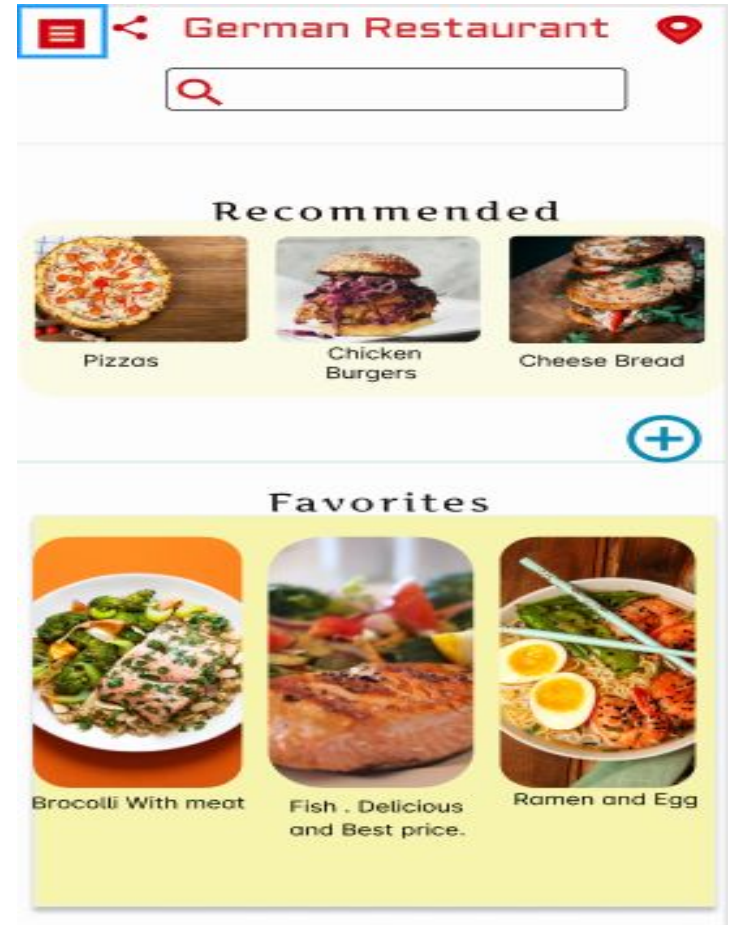 German Restaurant
Recommended
Pizzas
Chicken
Burgers
Cheese Bread
Favorites
Brocolli With meat
Fish . Delicious
and Best price.
Ramen and Egg